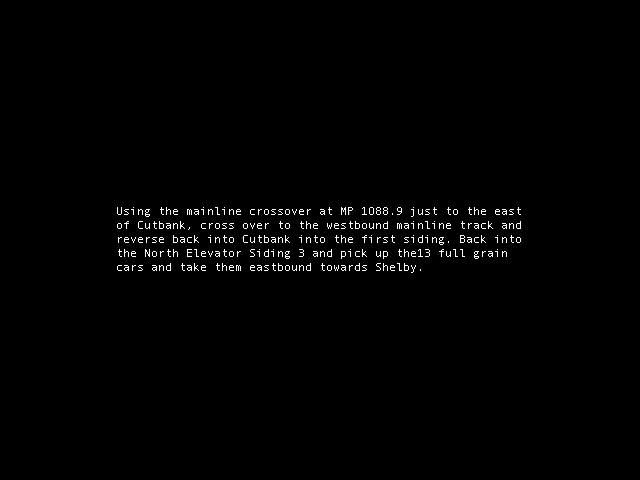 Using the mainline crossover at MP 1088.9 just to the east
of Cutbank, cross over to the westbound mainline track and
reverse back into Cutbank into the first siding. Back into
the North Elevator Siding 3 and pick up the13 full grain
cars and take them eastbound towards Shelby.